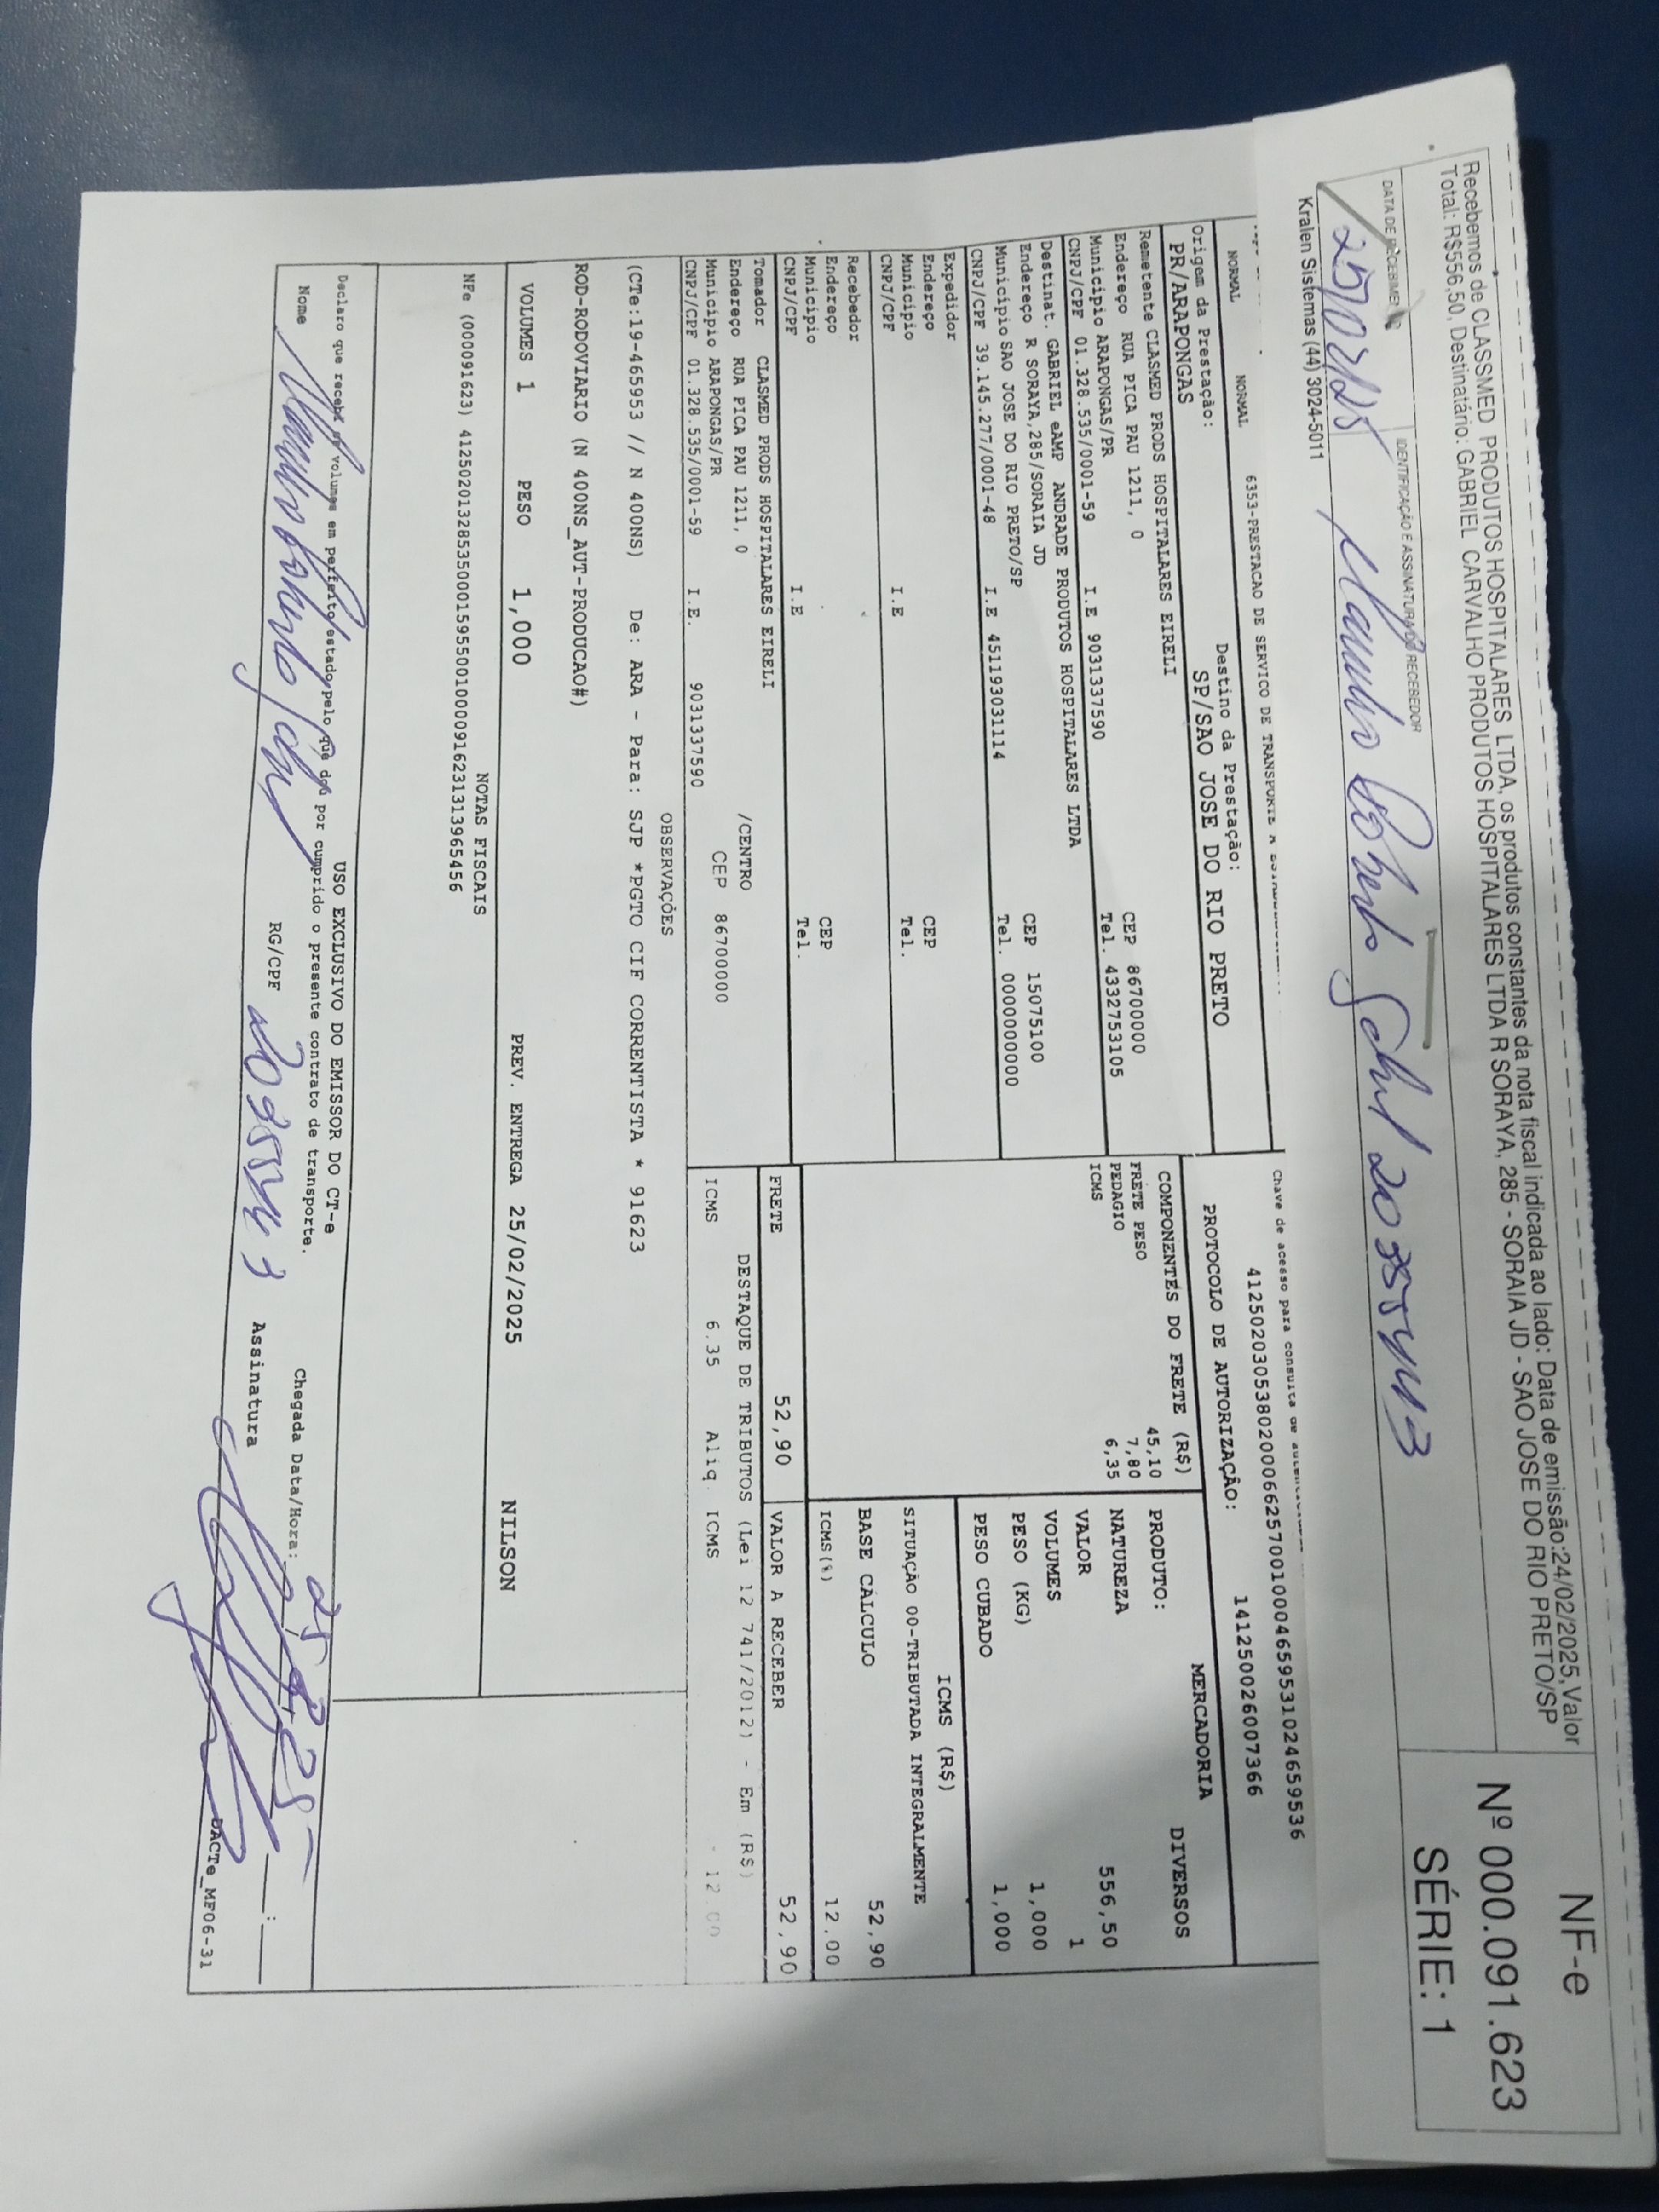 Recebemos de CLASSMED PRODUTOS HOSPITALARES LTDA, os produtos constantes da nota fiscal indicada ao lado: Data de emissão:24/02/2025,Valor
Total: R$556,50, Destinatário: GABRIEL CARVALHO PRODUTOS HOSPITALARES LTDA R SORAYA, 285 - SORAIA JD - SAO JOSE DO RIO PRETO/SP
NF-e
Nº 000.091.623
SÉRIE: 1
DATA DE RECEBIMENTO
IDENTIFICAÇÃO E ASSINATURA DO RECEBEDOR
Kralen Sistemas (44) 3024-5011
NORMAL NORMAL 6353-PRESTACAO DE SERVICO DE TRANSPORTE A
Chave de acesso para consulta de
41250203053802000662570010004659531024659536
Origem da Prestação:
PR/ARAPONGAS
Destino da Prestação:
SP/SAO JOSE DO RIO PRETO
PROTOCOLO DE AUTORIZAÇÃO: 141250026007366
Remetente CLASMED PRODS HOSPITALARES EIRELI
Endereço RUA PICA PAU 1211, 0 CEP 86700000
Município ARAPONGAS/PR Tel. 4332753105
CNPJ/CPF 01.328.535/0001-59 I.E 9031337590
Destinat. GABRIEL eAMP ANDRADE PRODUTOS HOSPITALARES LTDA
Endereço R SORAYA,285/SORAIA JD CEP 15075100
Município SAO JOSE DO RIO PRETO/SP Tel. 0000000000
CNPJ/CPF 39.145.277/0001-48 I.E 451193031114
Expedidor
Endereço CEP
Município Tel.
CNPJ/CPF I.E
Recebedor
Endereço CEP
Município Tel.
CNPJ/CPF I.E
Tomador CLASMED PRODS HOSPITALARES EIRELI
Endereço RUA PICA PAU 1211, 0 /CENTRO
Município ARAPONGAS/PR CEP 86700000
CNPJ/CPF 01.328.535/0001-59 I.E. 9031337590
COMPONENTES DO FRETE (R$)
FRETE PESO 45,10
PEDAGIO 7,80
ICMS 6,35
MERCADORIA
PRODUTO: DIVERSOS
NATUREZA
VALOR 556,50
VOLUMES 1
PESO (KG) 1,000
PESO CUBADO 1,000
ICMS (R$)
SITUAÇÃO 00-TRIBUTADA INTEGRALMENTE
BASE CÁLCULO 52,90
ICMS(%) 12,00
FRETE 52,90
VALOR A RECEBER 52,90
DESTAQUE DE TRIBUTOS (Lei 12 741/2012) - Em (R$)
ICMS 6.35 Aliq. ICMS 12.00
OBSERVAÇÕES
(CTe:19-465953 // N 400NS) De: ARA - Para: SJP *PGTO CIF CORRENTISTA * 91623
ROD-RODOVIARIO (N 400NS_AUT-PRODUCAO#)
VOLUMES 1 PESO 1,000 PREV. ENTREGA 25/02/2025 NILSON
NOTAS FISCAIS
NFe (000091623) 41250201328535000159550010000916231313965456
USO EXCLUSIVO DO EMISSOR DO CT-e
Declaro que recebi os volumes em perfeito estado pelo que dou por cumprido o presente contrato de transporte.
Chegada Data/Hora:
Nome RG/CPF Assinatura
DACTe_MF06-31